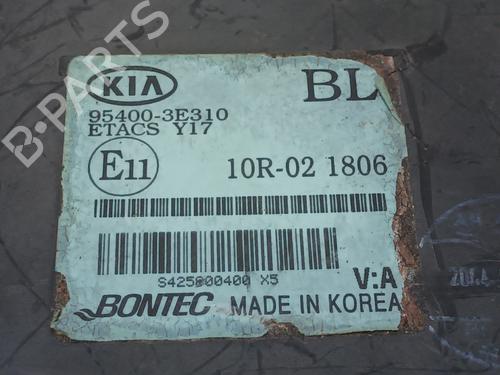 KIA
BL
95400-3E310
ETACS Y17
E11
10R-02 1806
S425800400 X5
V:A
BONTEC MADE IN KOREA
B-PARTS